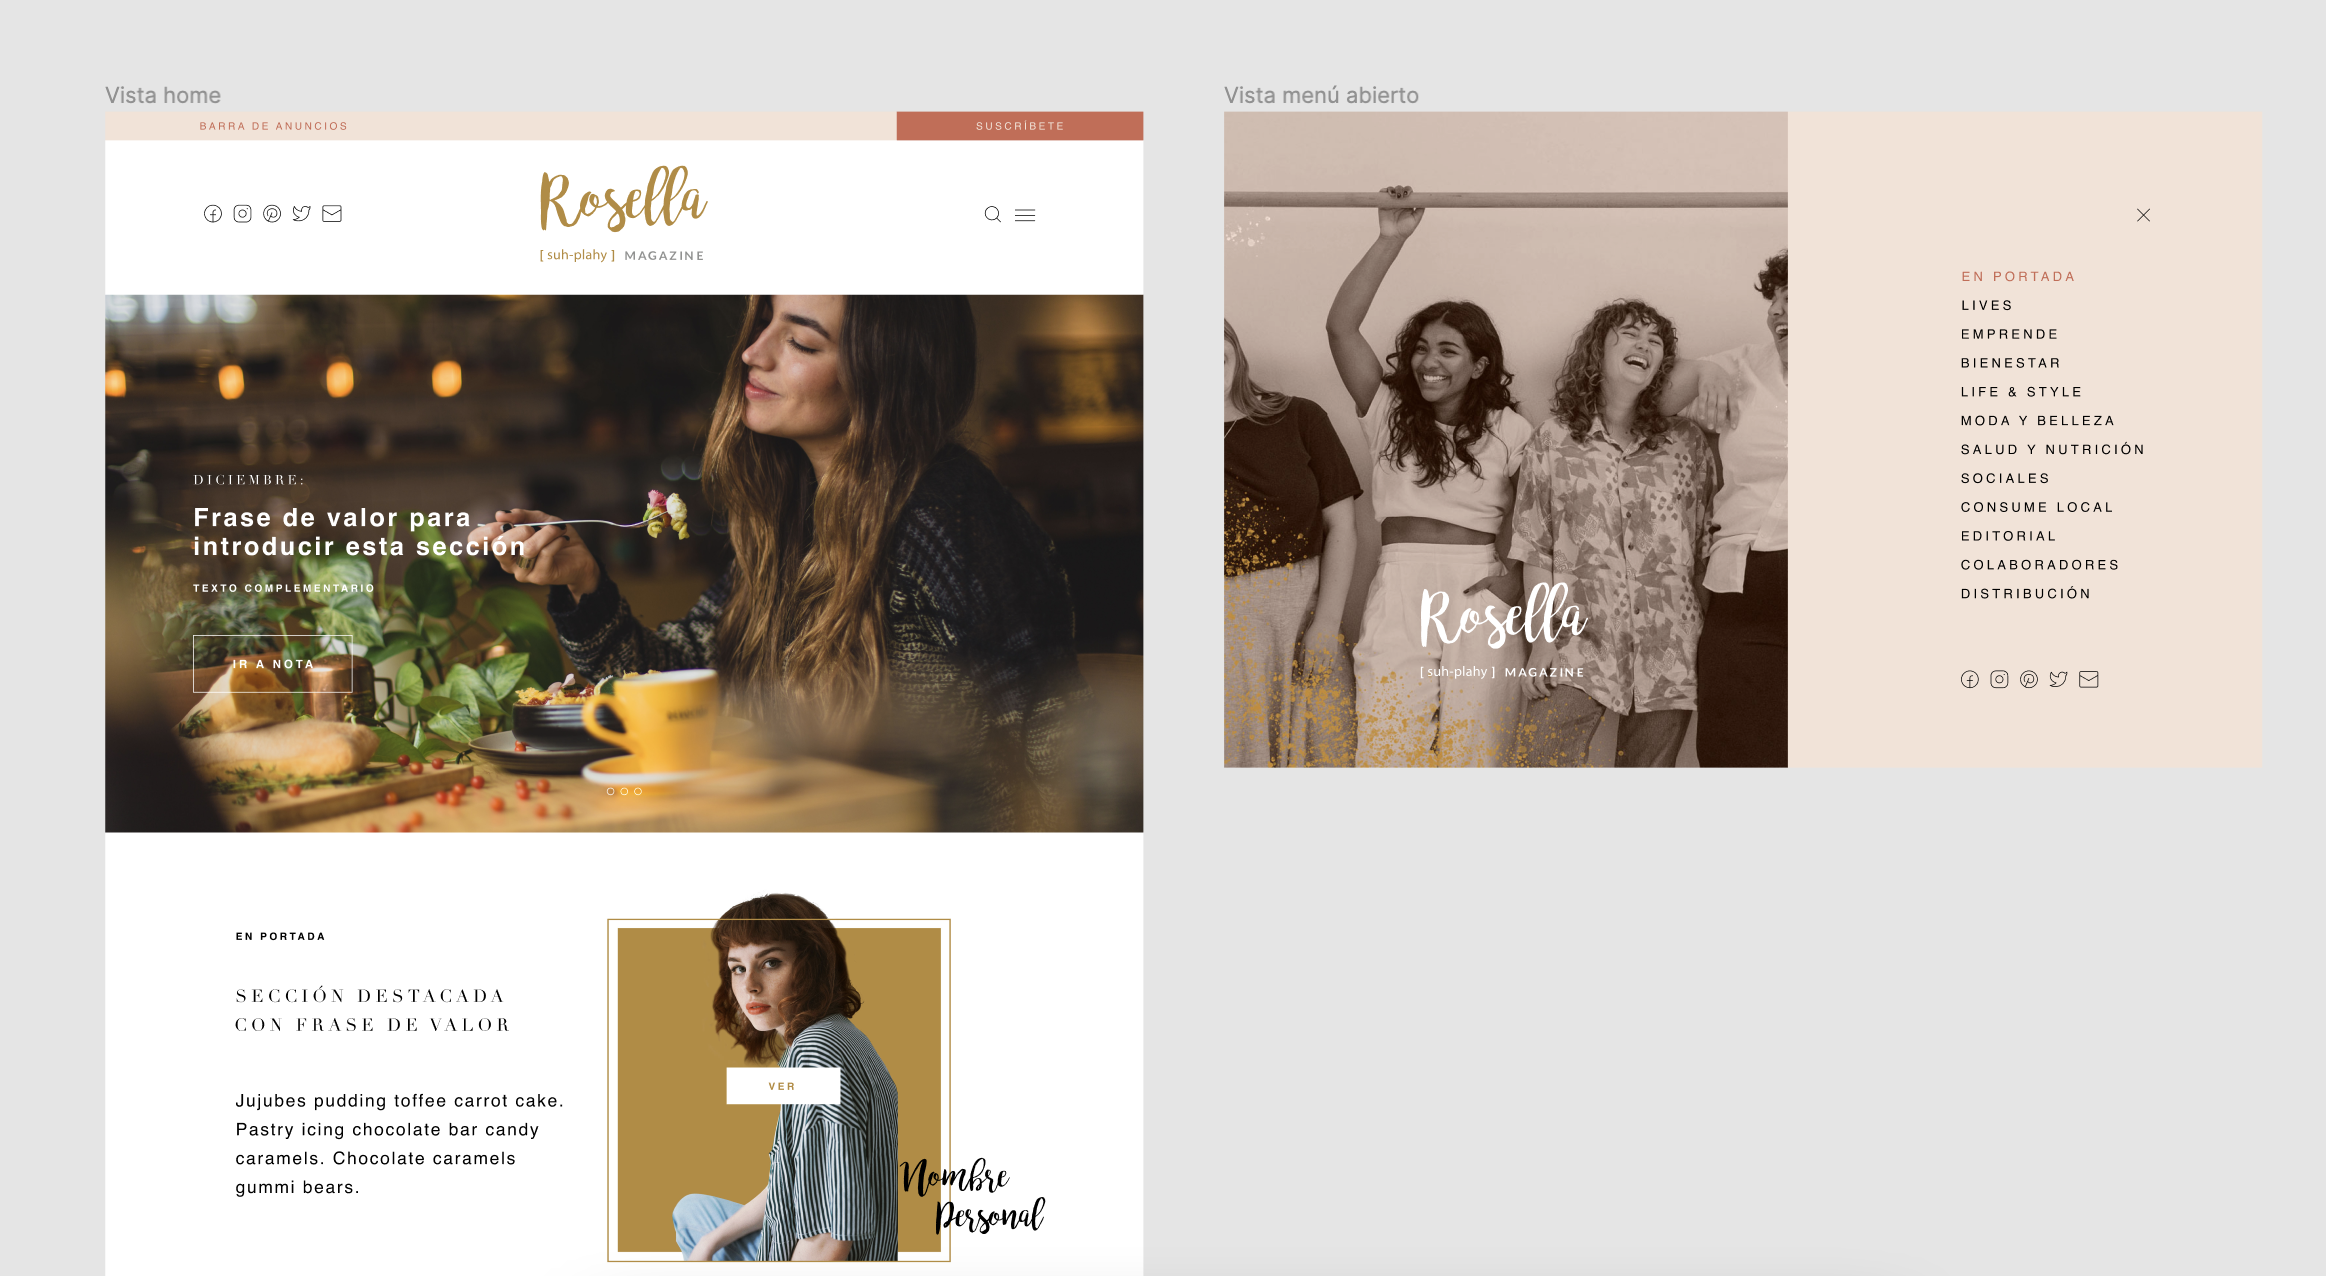 Vista home
BARRA DE ANUNCIOS
SUSCRÍBETE
Rosella
[ suh-plahy ] MAGAZINE
DICIEMBRE:
Frase de valor para
introducir esta sección
TEXTO COMPLEMENTARIO
IR A NOTA
EN PORTADA
SECCIÓN DESTACADA
CON FRASE DE VALOR
Jujubes pudding toffee carrot cake.
Pastry icing chocolate bar candy
caramels. Chocolate caramels
gummi bears.
VER
Nombre
Personal
Vista menú abierto
Rosella
[ suh-plahy ] MAGAZINE
EN PORTADA
LIVES
EMPRENDE
BIENESTAR
LIFE & STYLE
MODA Y BELLEZA
SALUD Y NUTRICIÓN
SOCIALES
CONSUME LOCAL
EDITORIAL
COLABORADORES
DISTRIBUCIÓN